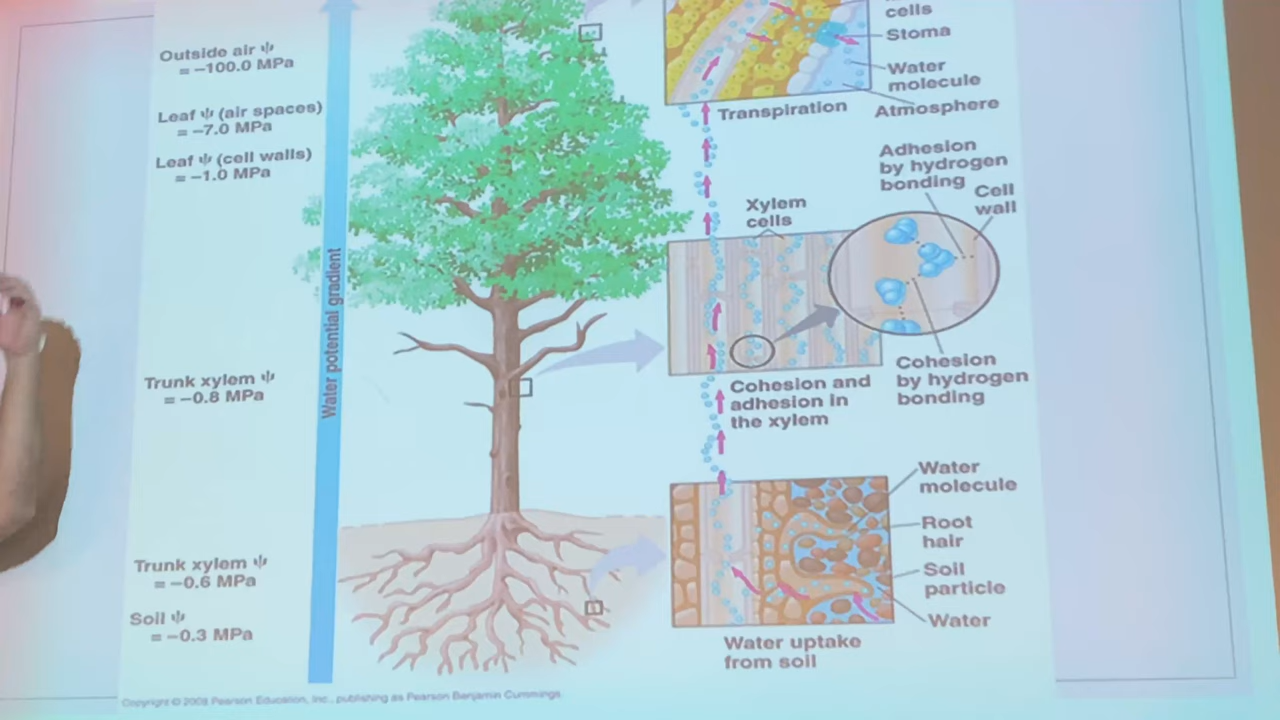 Outside air ψ
= –100.0 MPa
Leaf ψ (air spaces)
= –7.0 MPa
Leaf ψ (cell walls)
= –1.0 MPa
Water potential gradient
Trunk xylem ψ
= –0.8 MPa
Trunk xylem ψ
= –0.6 MPa
Soil ψ
= –0.3 MPa
cells
Stoma
Water
molecule
Transpiration
Atmosphere
Adhesion
by hydrogen
bonding
Cell
wall
Xylem
cells
Cohesion and
adhesion in
the xylem
Cohesion
by hydrogen
bonding
Water
molecule
Root
hair
Soil
particle
Water
Water uptake
from soil
Copyright © 2008 Pearson Education, Inc., publishing as Pearson Benjamin Cummings.